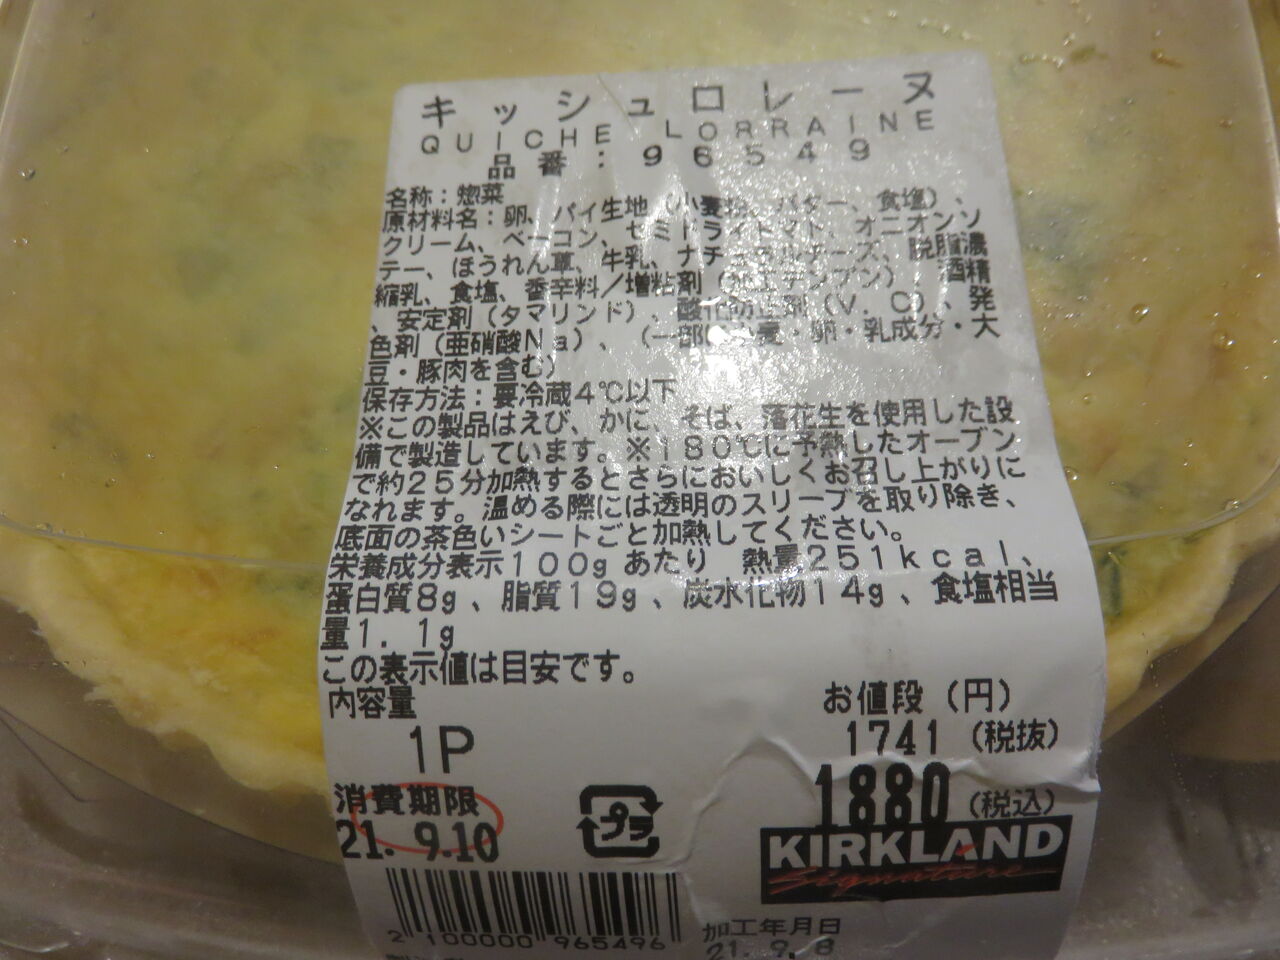 キッシュロレーヌ
QUICHE LORRAINE
品番：96549
名称：惣菜
原材料名：卵、パイ生地（小麦粉、バター、食塩）、
クリーム、ベーコン、セミドライトマト、オニオンソ
テー、ほうれん草、牛乳、ナチュラルチーズ、脱脂濃
縮乳、食塩、香辛料／増粘剤（加工デンプン）、酒精
、安定剤（タマリンド）、酸化防止剤（V．C）、発
色剤（亜硝酸Na）、（一部に小麦・卵・乳成分・大
豆・豚肉を含む）
保存方法：要冷蔵4℃以下
※この製品はえび、かに、そば、落花生を使用した設
備で製造しています。※180℃に予熱したオーブン
で約25分加熱するとさらにおいしくお召し上がりに
なれます。温める際には透明のスリーブを取り除き、
底面の茶色いシートごと加熱してください。
栄養成分表示100gあたり 熱量251kcal、
蛋白質8g、脂質19g、炭水化物14g、食塩相当
量1．1g
この表示値は目安です。
内容量
1P
お値段（円）
1741（税抜）
1880（税込）
消費期限
21. 9.10
プラ
KIRKLAND
Signature
2 100000 965496
加工年月日
21. 9. 8